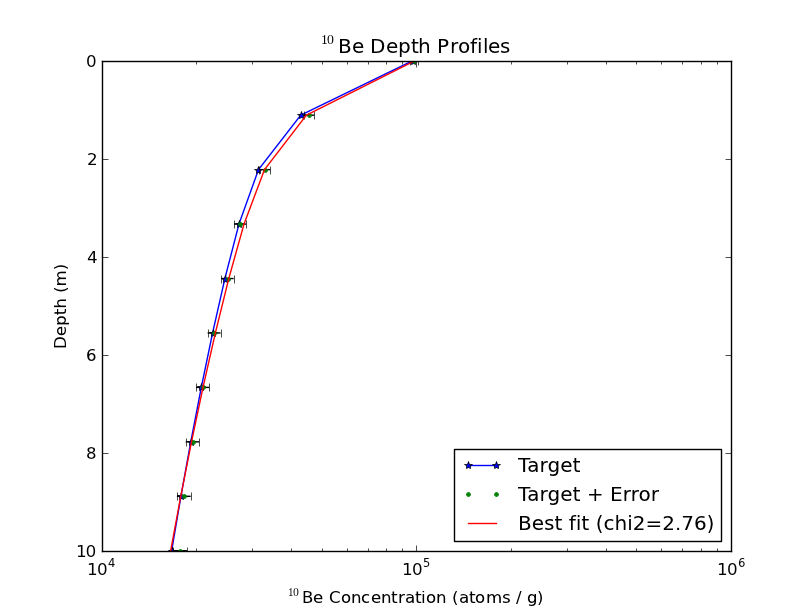 ¹⁰Be Depth Profiles
0
2
4
6
8
10
Depth (m)
10⁴
10⁵
10⁶
¹⁰Be Concentration (atoms / g)
Target
Target + Error
Best fit (chi2=2.76)